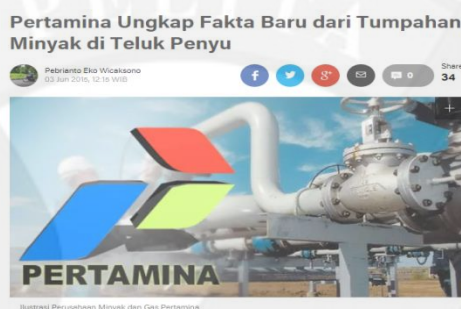 Pertamina Ungkap Fakta Baru dari Tumpahan
Minyak di Teluk Penyu
Pebrianto Eko Wicaksono
03 Jun 2016, 12:16 WIB
f
g+
0
Share
34
+
PERTAMINA
Ilustrasi Perusahaan Minyak dan Gas Pertamina